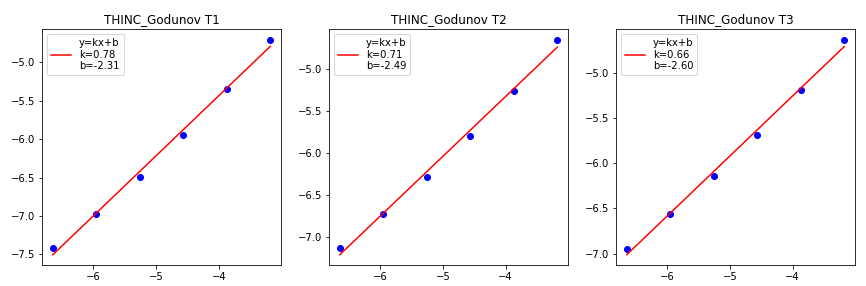 THINC_Godunov T1
y=kx+b
k=0.78
b=-2.31
−5.0
−5.5
−6.0
−6.5
−7.0
−7.5
−6
−5
−4
THINC_Godunov T2
y=kx+b
k=0.71
b=-2.49
−5.0
−5.5
−6.0
−6.5
−7.0
−6
−5
−4
THINC_Godunov T3
y=kx+b
k=0.66
b=-2.60
−5.0
−5.5
−6.0
−6.5
−7.0
−6
−5
−4